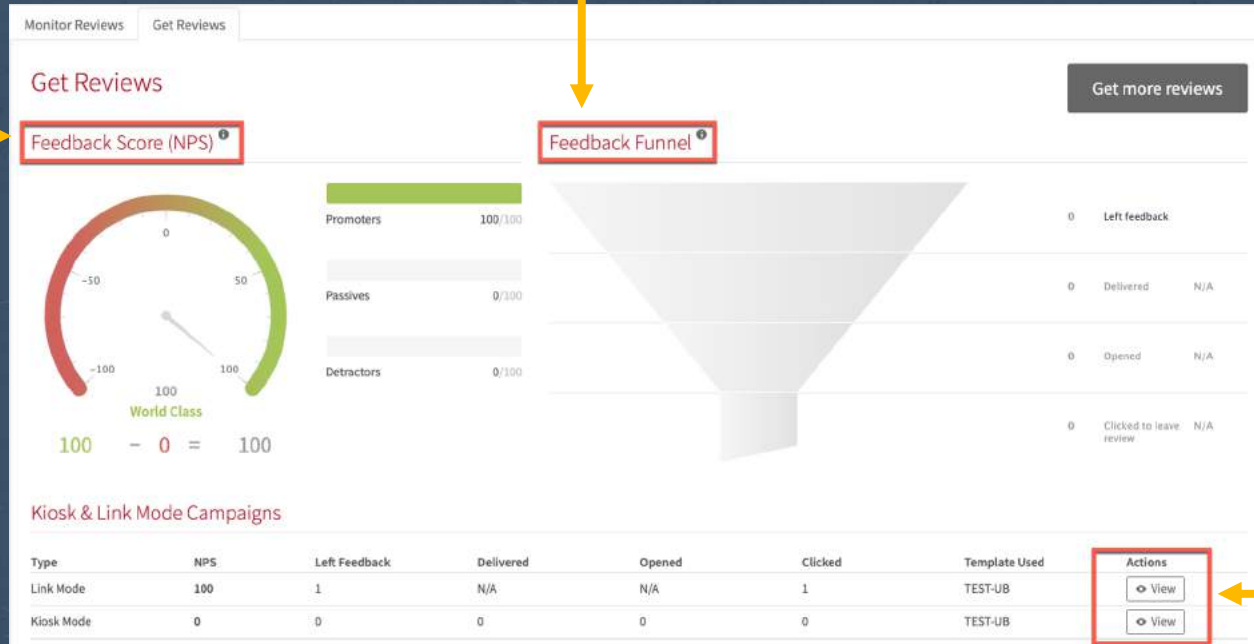 Monitor Reviews Get Reviews
Get Reviews
Get more reviews
Feedback Score (NPS)
Feedback Funnel
0
-50
50
-100
100
100
World Class
100 - 0 = 100
Promoters 100/100
Passives 0/100
Detractors 0/100
0 Left feedback
0 Delivered N/A
0 Opened N/A
0 Clicked to leave N/A
review
Kiosk & Link Mode Campaigns
Type NPS Left Feedback Delivered Opened Clicked Template Used Actions
Link Mode 100 1 N/A N/A 1 TEST-UB View
Kiosk Mode 0 0 0 0 0 TEST-UB View